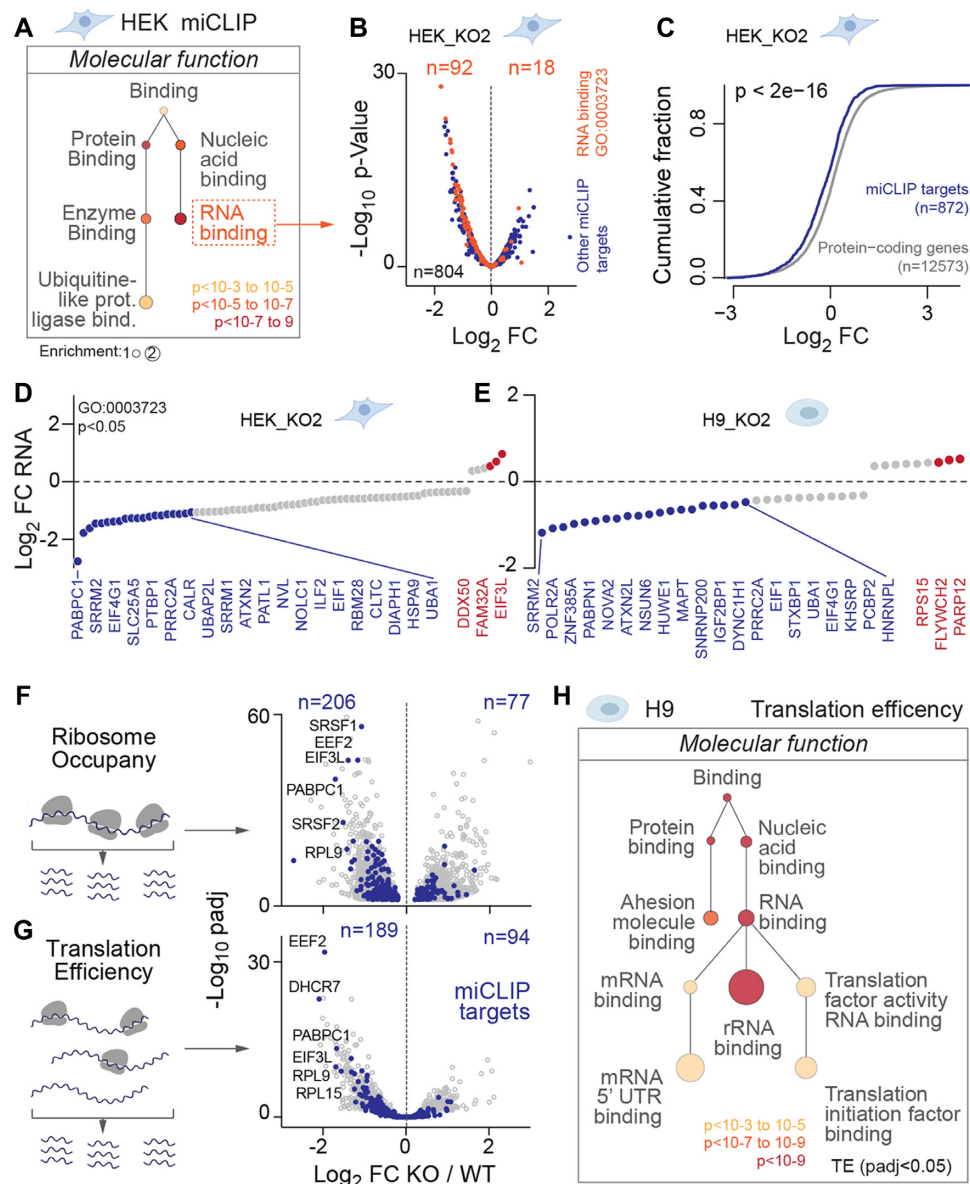 A HEK miCLIP
Molecular function
Binding
Protein
Binding
Nucleic
acid
binding
Enzyme
Binding
RNA
binding
Ubiquitine-
like prot.
ligase bind.
p<10-3 to 10-5
p<10-5 to 10-7
p<10-7 to 9
Enrichment:1 2
B HEK_KO2
n=92 n=18
30
0
-Log10 p-Value
n=804
-2 0 2
Log2 FC
RNA binding
GO:0003723
Other miCLIP
targets
C HEK_KO2
p < 2e-16
Cumulative fraction
0.8
0.4
0.0
miCLIP targets
(n=872)
Protein-coding genes
(n=12573)
-3 0 3
Log2 FC
D GO:0003723
p<0.05
HEK_KO2
Log2 FC RNA
2
0
-2
PABPC1
SRRM2
EIF4G1
SLC25A5
PTBP1
PRRC2A
CALR
UBAP2L
SRRM1
ATXN2
PATL1
NVL
NOLC1
ILF2
EIF1
RBM28
CLTC
DIAPH1
HSPA9
UBA1
DDX50
FAM32A
EIF3L
E H9_KO2
2
0
-2
SRRM2
POLR2A
ZNF385A
PABPN1
NOVA2
ATXN2L
NSUN6
HUWE1
MAPT
SNRNP200
IGF2BP1
DYNC1H1
PRRC2A
EIF1
STXBP1
UBA1
EIF4G1
KHSRP
PCBP2
HNRNPL
RPS15
FLYWCH2
PARP12
F Ribosome
Occupany
n=206 n=77
60
0
SRSF1
EEF2
EIF3L
PABPC1
SRSF2
RPL9
-Log10 padj
G Translation
Efficiency
n=189 n=94
30
0
EEF2
DHCR7
PABPC1
EIF3L
RPL9
RPL15
miCLIP
targets
-2 0 2
Log2 FC KO / WT
H H9 Translation efficency
Molecular function
Binding
Protein
binding
Nucleic
acid
binding
Ahesion
molecule
binding
RNA
binding
mRNA
binding
rRNA
binding
Translation
factor activity
RNA binding
mRNA
5' UTR
binding
Translation
initiation factor
binding
p<10-3 to 10-5
p<10-7 to 10-9
p<10-9
TE (padj<0.05)